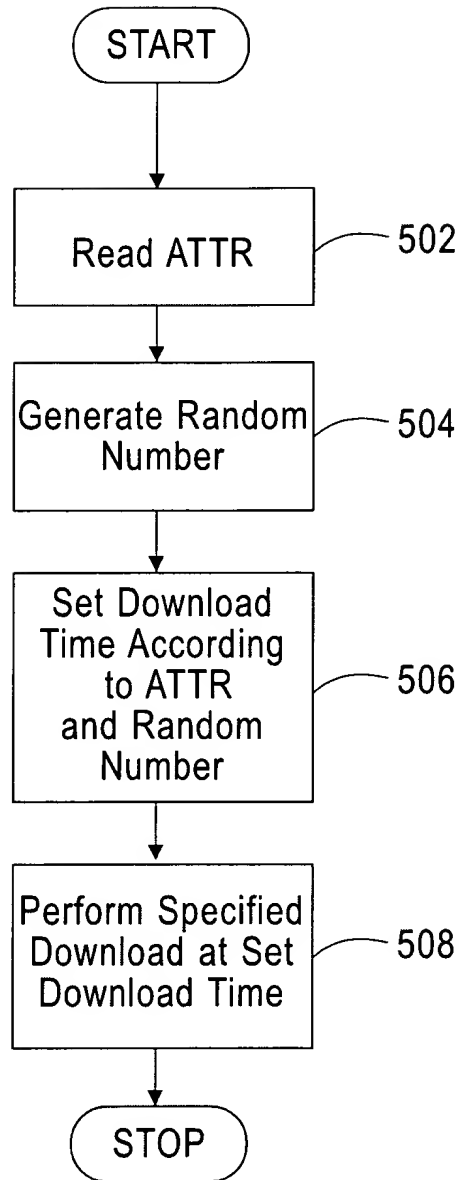 START
Read ATTR
502
Generate Random
Number
504
Set Download
Time According
to ATTR
and Random
Number
506
Perform Specified
Download at Set
Download Time
508
STOP